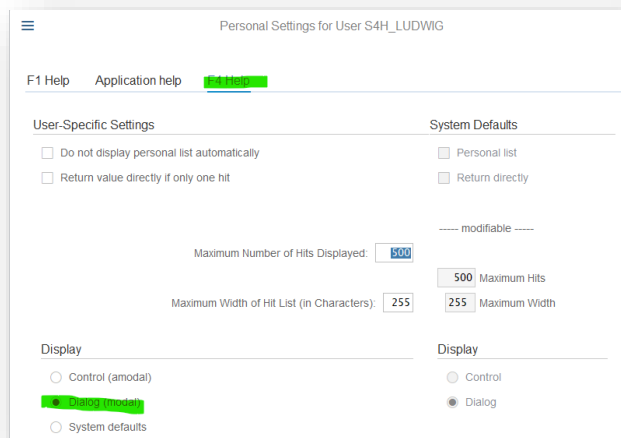 Personal Settings for User S4H_LUDWIG
F1 Help Application help F4 Help
User-Specific Settings System Defaults
Do not display personal list automatically Personal list
Return value directly if only one hit Return directly
----- modifiable -----
Maximum Number of Hits Displayed: 500
500 Maximum Hits
Maximum Width of Hit List (in Characters): 255 255 Maximum Width
Display Display
Control (amodal) Control
Dialog (modal) Dialog
System defaults